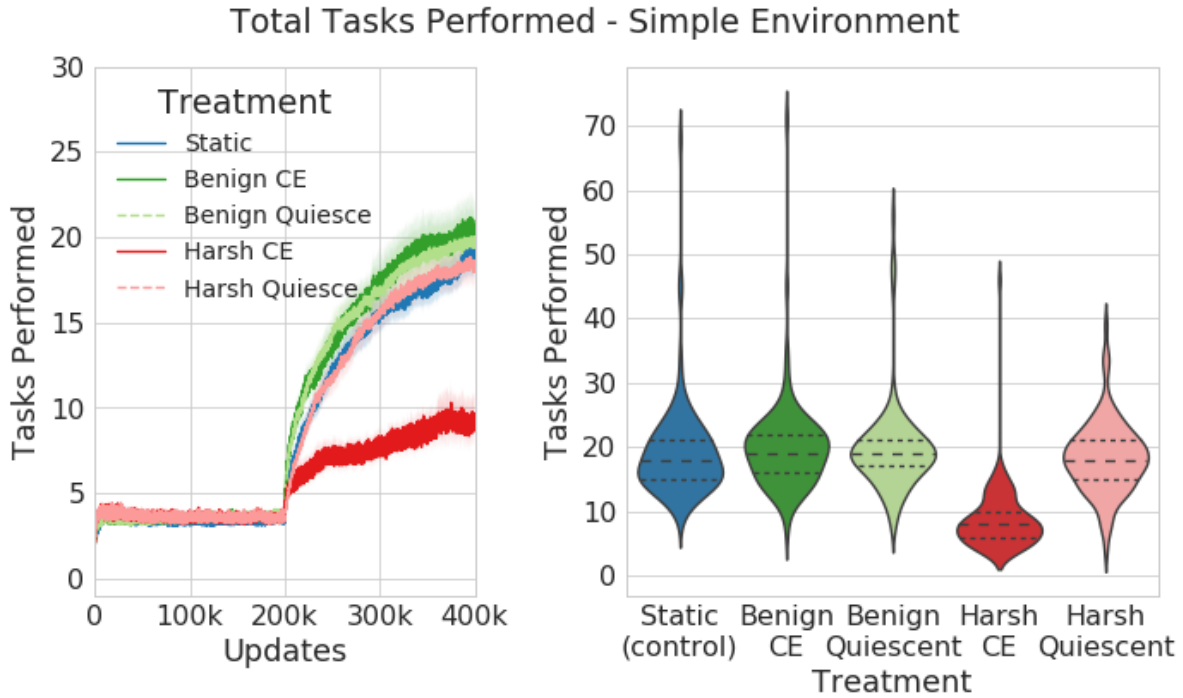 Total Tasks Performed - Simple Environment
Tasks Performed
30
25
20
15
10
5
0
Treatment
Static
Benign CE
Benign Quiesce
Harsh CE
Harsh Quiesce
0 100k 200k 300k 400k
Updates
Tasks Performed
70
60
50
40
30
20
10
0
Static Benign Benign Harsh Harsh
(control) CE Quiescent CE Quiescent
Treatment